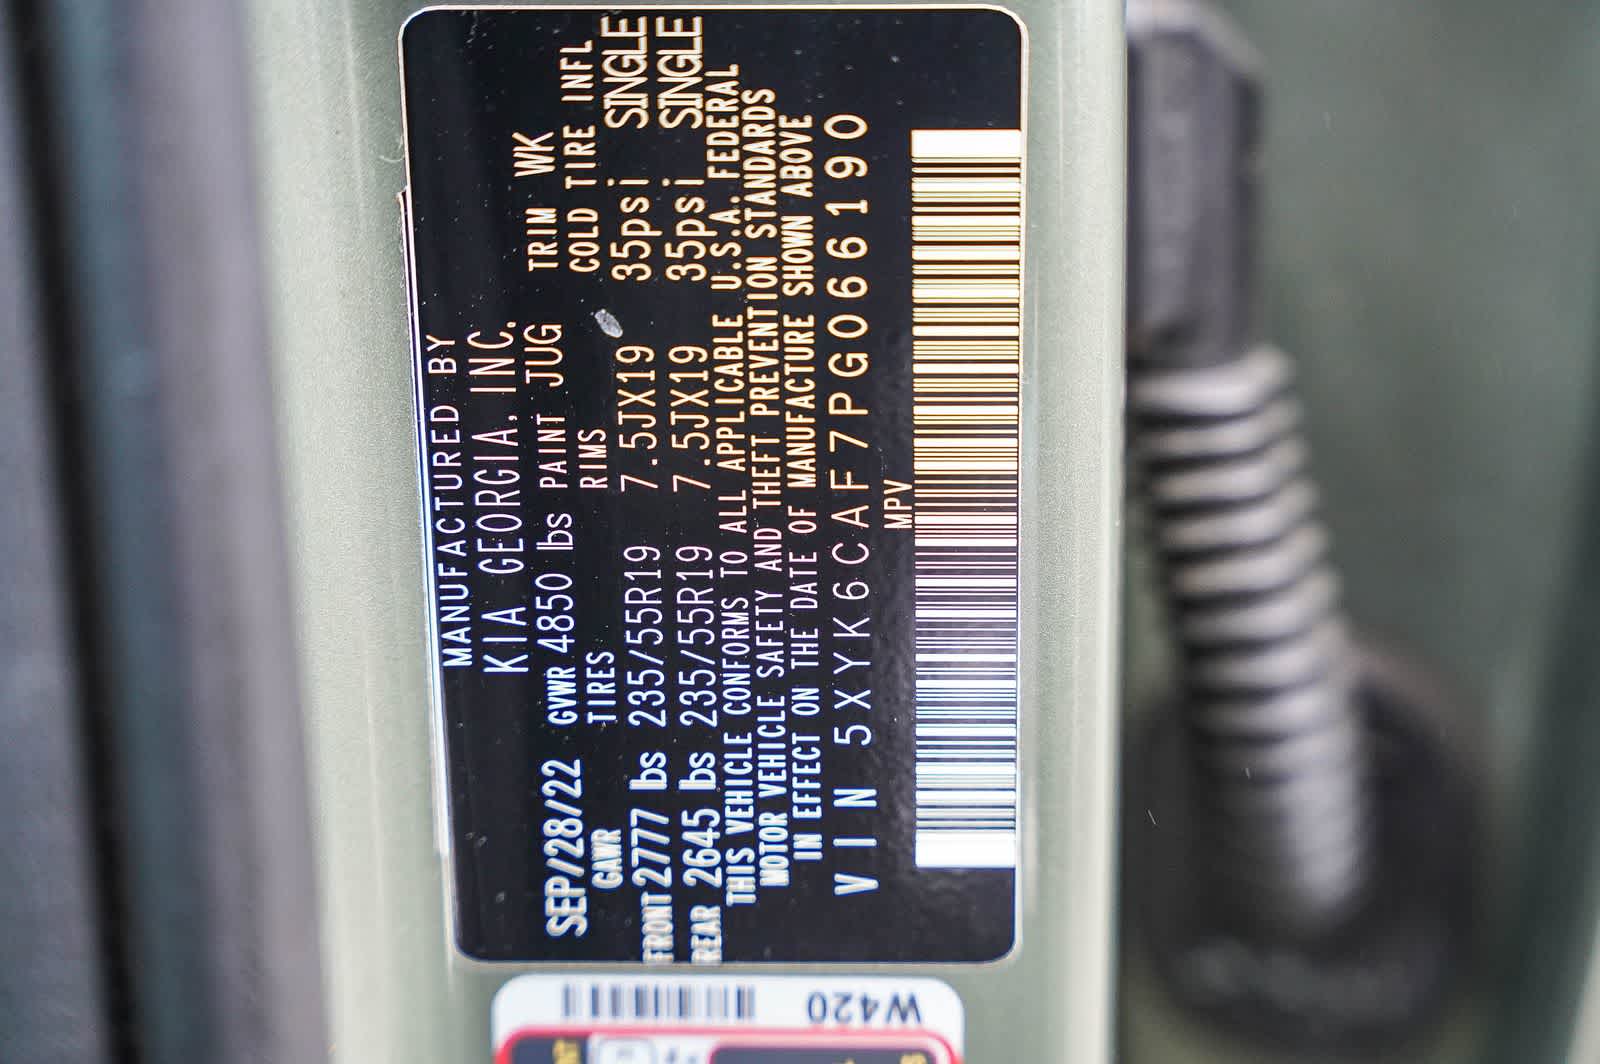 MANUFACTURED BY
KIA GEORGIA, INC.
SEP/28/22 GVWR 4850 lbs PAINT JUG TRIM WK
GAWR TIRES RIMS COLD TIRE INFL
FRONT 2777 lbs 235/55R19 7.5JX19 35psi SINGLE
REAR 2645 lbs 235/55R19 7.5JX19 35psi SINGLE
THIS VEHICLE CONFORMS TO ALL APPLICABLE U.S.A. FEDERAL
MOTOR VEHICLE SAFETY AND THEFT PREVENTION STANDARDS
IN EFFECT ON THE DATE OF MANUFACTURE SHOWN ABOVE
VIN 5XYK6CAF7PG066190
MPV
W420